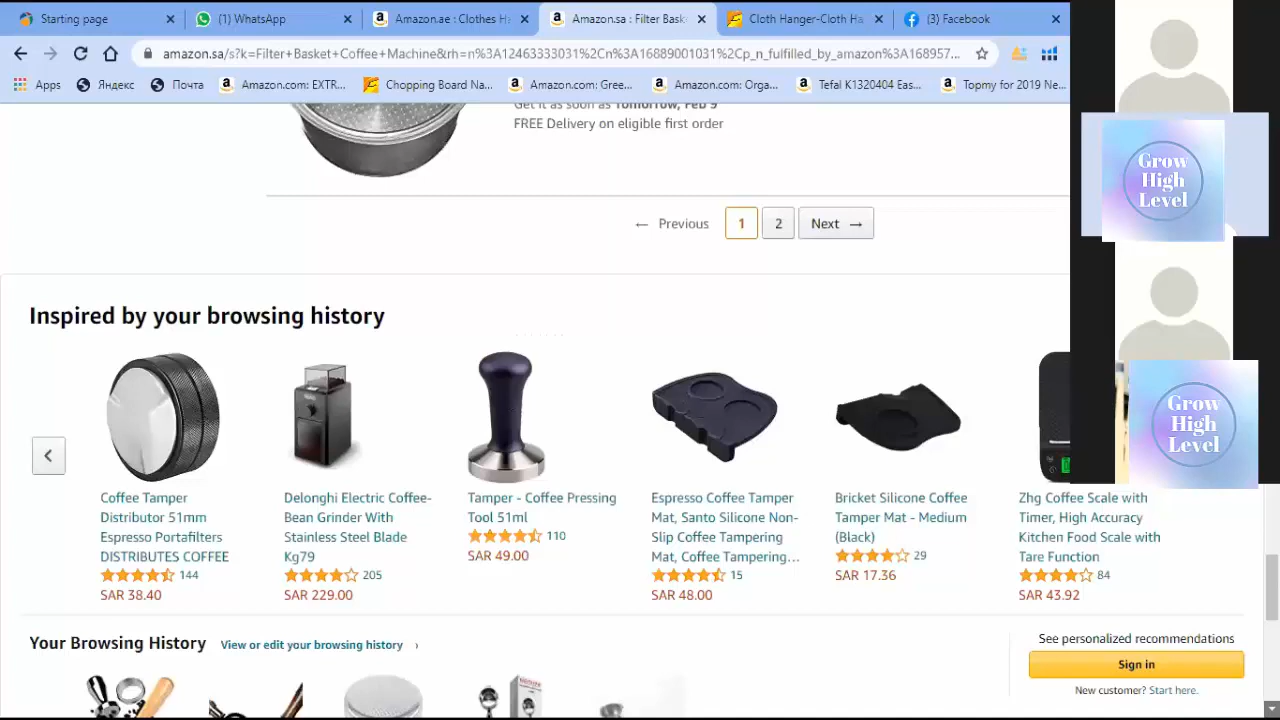 Starting page
(1) WhatsApp
Amazon.ae : Clothes H
Amazon.sa : Filter Bask
Cloth Hanger-Cloth Ha
(3) Facebook
amazon.sa/s?k=Filter+Basket+Coffee+Machine&rh=n%3A12463333031%2Cn%3A16889001031%2Cp_n_fulfilled_by_amazon%3A168957...
Apps
Яндекс
Почта
Amazon.com: EXTR...
Chopping Board Na...
Amazon.com: Gree...
Amazon.com: Orga...
Tefal K1320404 Eas...
Topmy for 2019 Ne...
Get it as soon as Tomorrow, Feb 9
FREE Delivery on eligible first order
← Previous
1
2
Next →
Grow
High
Level
Grow
High
Level
Inspired by your browsing history
Coffee Tamper
Distributor 51mm
Espresso Portafilters
DISTRIBUTES COFFEE
144
SAR 38.40
Delonghi Electric Coffee-
Bean Grinder With
Stainless Steel Blade
Kg79
205
SAR 229.00
Tamper - Coffee Pressing
Tool 51ml
110
SAR 49.00
Espresso Coffee Tamper
Mat, Santo Silicone Non-
Slip Coffee Tampering
Mat, Coffee Tampering...
15
SAR 48.00
Bricket Silicone Coffee
Tamper Mat - Medium
(Black)
29
SAR 17.36
Zhg Coffee Scale with
Timer, High Accuracy
Kitchen Food Scale with
Tare Function
84
SAR 43.92
Your Browsing History
View or edit your browsing history ›
See personalized recommendations
Sign in
New customer? Start here.